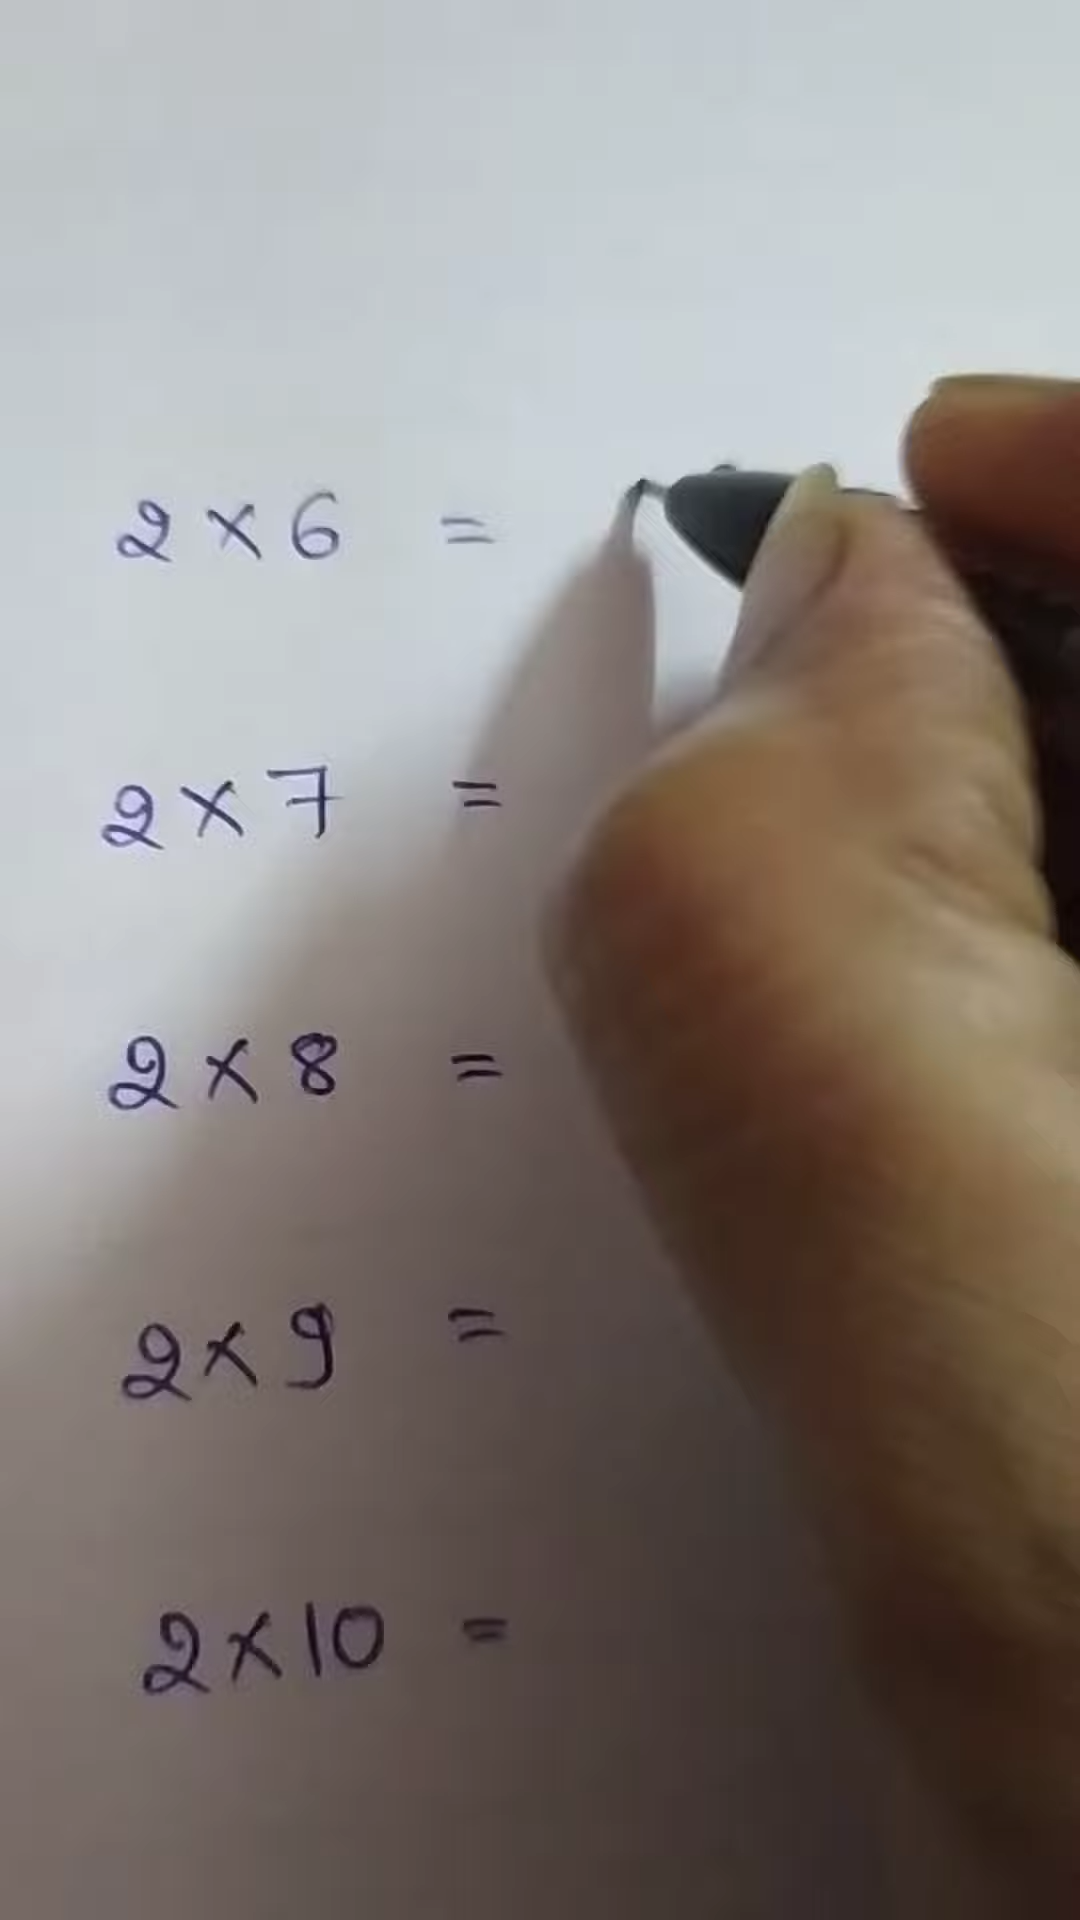 2 × 6 =
2 × 7 =
2 × 8 =
2 × 9 =
2 × 10 =